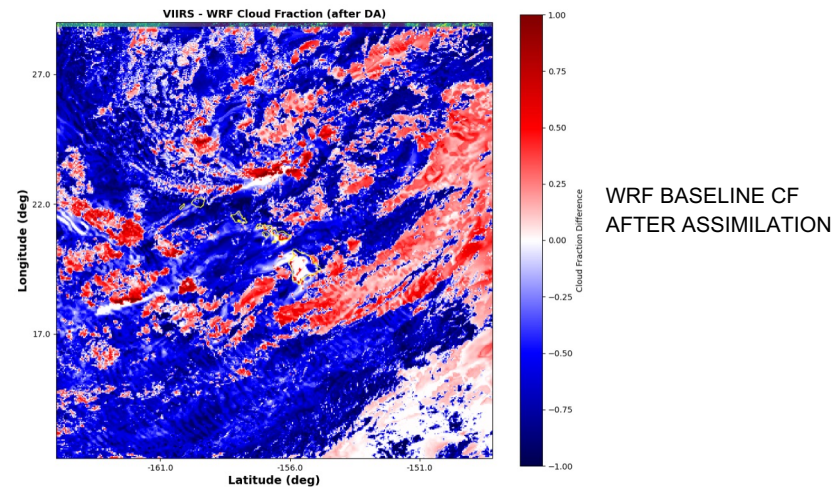 VIIRS - WRF Cloud Fraction (after DA)
27.0
22.0
17.0
Longitude (deg)
-161.0
-156.0
-151.0
Latitude (deg)
1.00
0.75
0.50
0.25
0.00
−0.25
−0.50
−0.75
−1.00
Cloud Fraction Difference
WRF BASELINE CF
AFTER ASSIMILATION